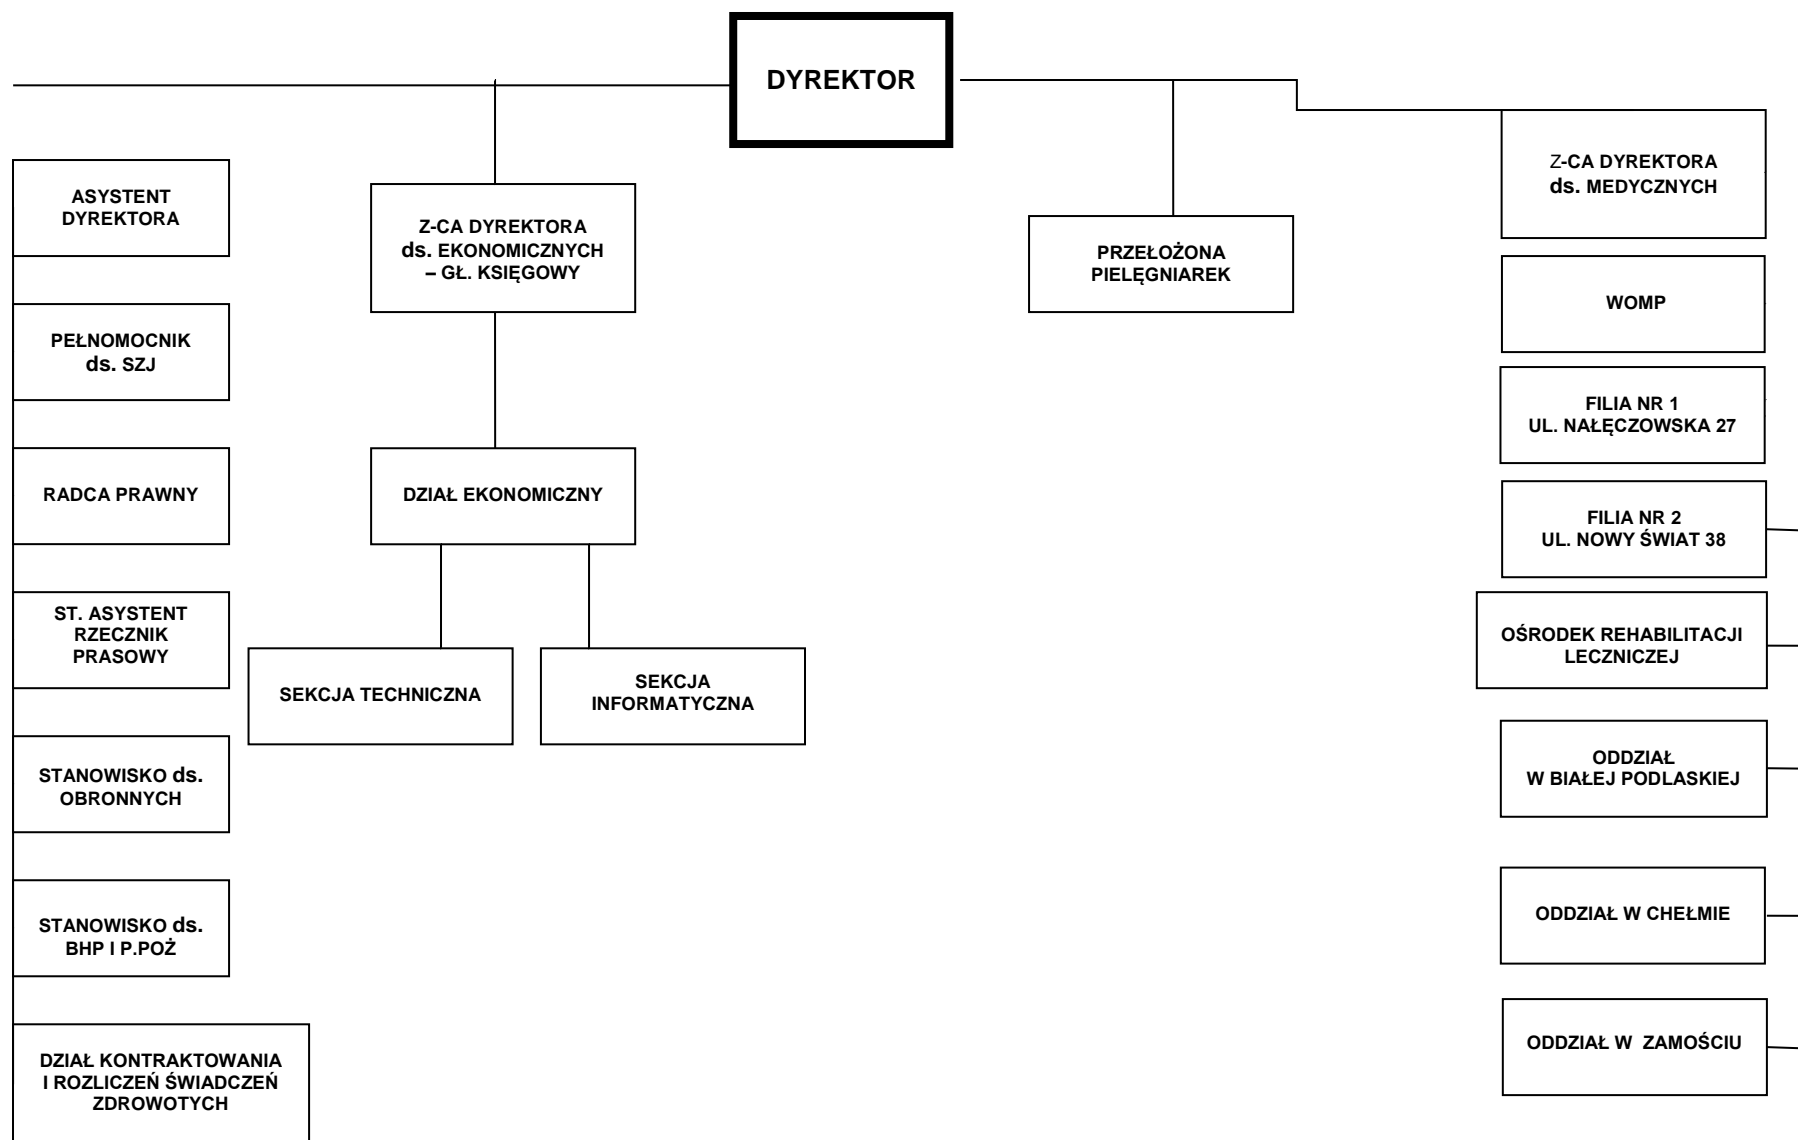 DYREKTOR
ASYSTENT
DYREKTORA
PEŁNOMOCNIK
ds. SZJ
RADCA PRAWNY
ST. ASYSTENT
RZECZNIK
PRASOWY
STANOWISKO ds.
OBRONNYCH
STANOWISKO ds.
BHP I P.POŻ
DZIAŁ KONTRAKTOWANIA
I ROZLICZEŃ ŚWIADCZEŃ
ZDROWOTYCH
Z-CA DYREKTORA
ds. EKONOMICZNYCH
– GŁ. KSIĘGOWY
DZIAŁ EKONOMICZNY
SEKCJA TECHNICZNA
SEKCJA
INFORMATYCZNA
PRZEŁOŻONA
PIELĘGNIAREK
Z-CA DYREKTORA
ds. MEDYCZNYCH
WOMP
FILIA NR 1
UL. NAŁĘCZOWSKA 27
FILIA NR 2
UL. NOWY ŚWIAT 38
OŚRODEK REHABILITACJI
LECZNICZEJ
ODDZIAŁ
W BIAŁEJ PODLASKIEJ
ODDZIAŁ W CHEŁMIE
ODDZIAŁ W  ZAMOŚCIU